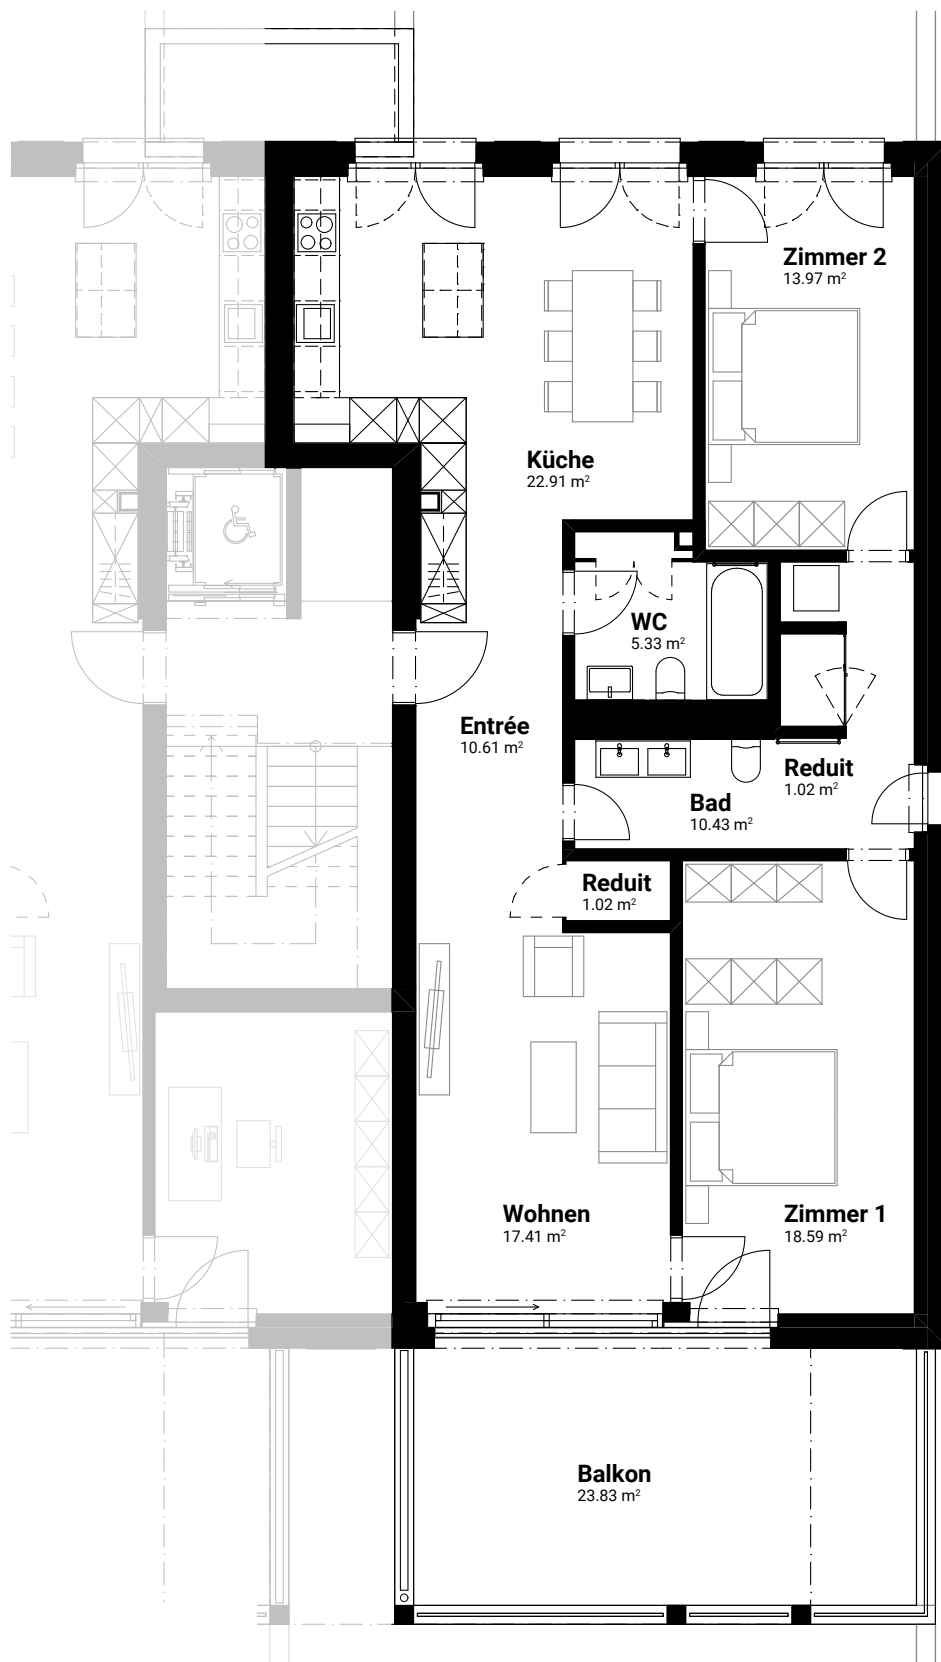 Zimmer 2
13.97 m²
Küche
22.91 m²
WC
5.33 m²
Entrée
10.61 m²
Reduit
1.02 m²
Bad
10.43 m²
Reduit
1.02 m²
Wohnen
17.41 m²
Zimmer 1
18.59 m²
Balkon
23.83 m²